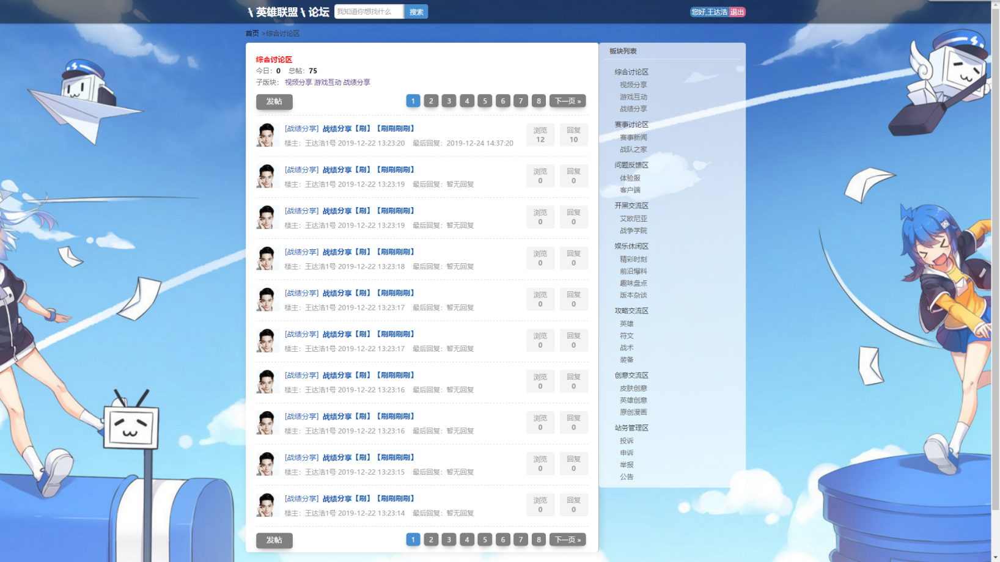 \ 英雄联盟 \ 论坛 我知道你想找什么 搜索 您好,王达浩 退出
首页 >综合讨论区
综合讨论区
今日：0 总帖：75
子版块： 视频分享 游戏互动 战绩分享
发帖 1 2 3 4 5 6 7 8 下一页 »
[战绩分享] 战绩分享【刷】【刷刷刷刷】 浏览 回复
楼主：王达浩1号 2019-12-22 13:23:20 最后回复：2019-12-24 14:37:20 12 10
[战绩分享] 战绩分享【刷】【刷刷刷刷】 浏览 回复
楼主：王达浩1号 2019-12-22 13:23:19 最后回复：暂无回复 0 0
[战绩分享] 战绩分享【刷】【刷刷刷刷】 浏览 回复
楼主：王达浩1号 2019-12-22 13:23:19 最后回复：暂无回复 0 0
[战绩分享] 战绩分享【刷】【刷刷刷刷】 浏览 回复
楼主：王达浩1号 2019-12-22 13:23:18 最后回复：暂无回复 0 0
[战绩分享] 战绩分享【刷】【刷刷刷刷】 浏览 回复
楼主：王达浩1号 2019-12-22 13:23:17 最后回复：暂无回复 0 0
[战绩分享] 战绩分享【刷】【刷刷刷刷】 浏览 回复
楼主：王达浩1号 2019-12-22 13:23:17 最后回复：暂无回复 0 0
[战绩分享] 战绩分享【刷】【刷刷刷刷】 浏览 回复
楼主：王达浩1号 2019-12-22 13:23:16 最后回复：暂无回复 0 0
[战绩分享] 战绩分享【刷】【刷刷刷刷】 浏览 回复
楼主：王达浩1号 2019-12-22 13:23:16 最后回复：暂无回复 0 0
[战绩分享] 战绩分享【刷】【刷刷刷刷】 浏览 回复
楼主：王达浩1号 2019-12-22 13:23:15 最后回复：暂无回复 0 0
[战绩分享] 战绩分享【刷】【刷刷刷刷】 浏览 回复
楼主：王达浩1号 2019-12-22 13:23:14 最后回复：暂无回复 0 0
发帖 1 2 3 4 5 6 7 8 下一页 »
板块列表
综合讨论区
视频分享
游戏互动
战绩分享
赛事讨论区
赛事新闻
战队之家
问题反馈区
体验服
客户端
开黑交流区
艾欧尼亚
战争学院
娱乐休闲区
精彩时刻
前沿爆料
趣味盘点
版本杂谈
攻略交流区
英雄
符文
战术
装备
创意交流区
皮肤创意
英雄创意
原创漫画
站务管理区
投诉
申诉
举报
公告